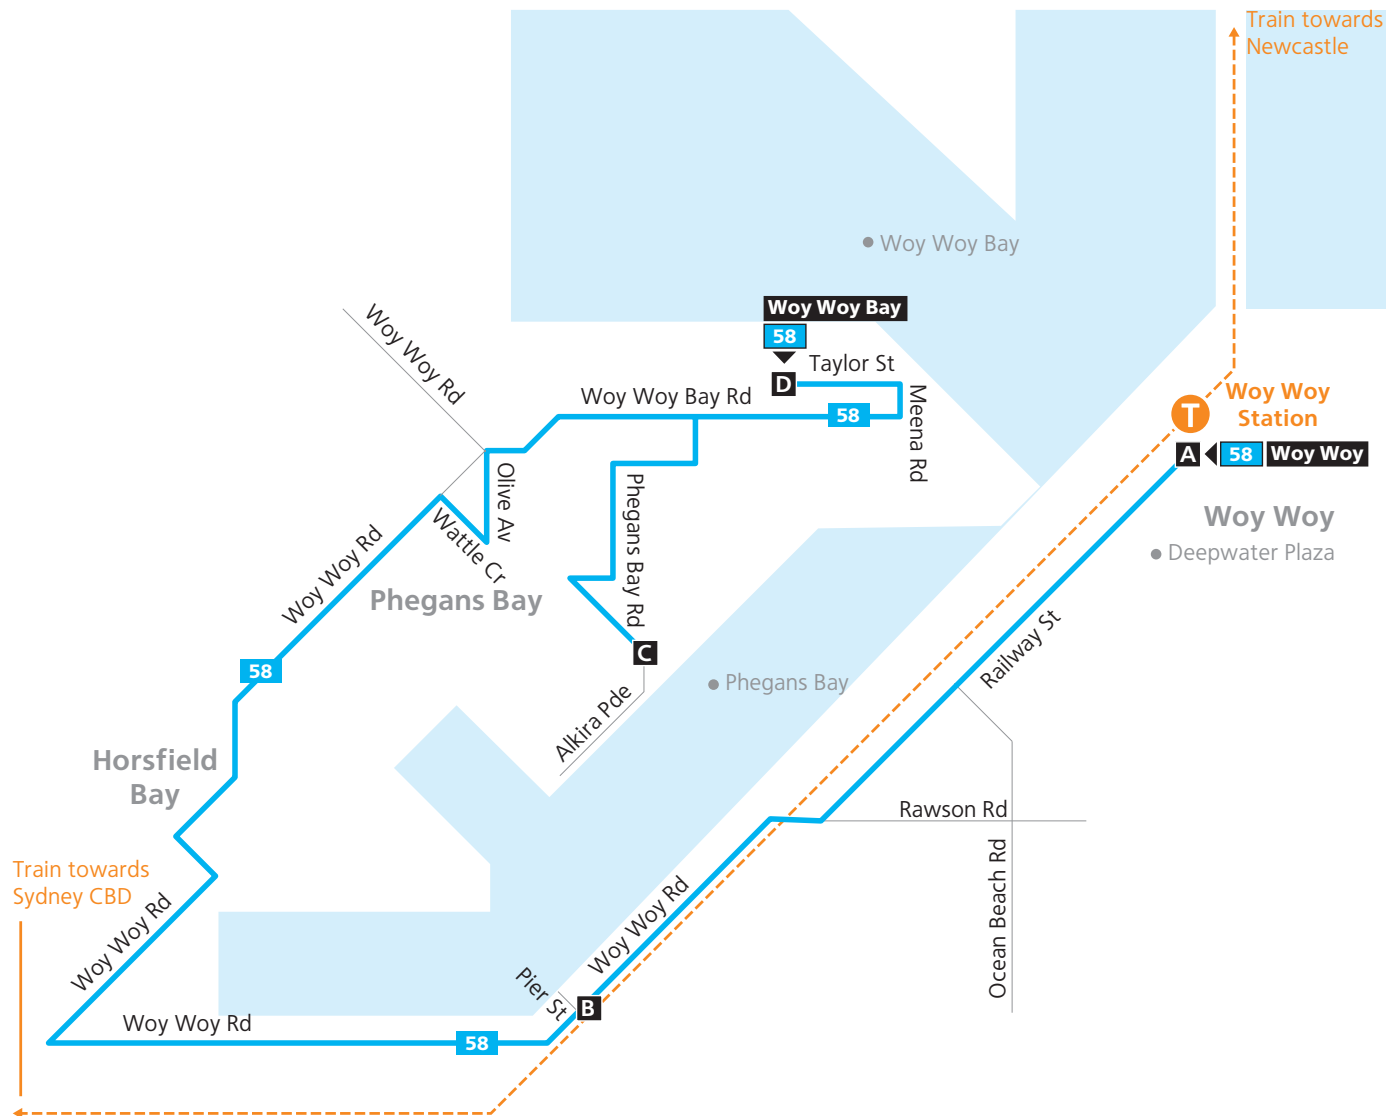 Train towards
Newcastle
Woy Woy Bay
Woy Woy Bay
58
D
Taylor St
Woy Woy Rd
Woy Woy Bay Rd
58
Meena Rd
T
Woy Woy
Station
A
58
Woy Woy
Woy Woy
Deepwater Plaza
Olive Av
Wattle Cr
Phegans Bay Rd
Woy Woy Rd
Phegans Bay
C
58
Phegans Bay
Alkira Pde
Railway St
Horsfield
Bay
Rawson Rd
Ocean Beach Rd
Train towards
Sydney CBD
Woy Woy Rd
Woy Woy Rd
Pier St
B
Woy Woy Rd
58